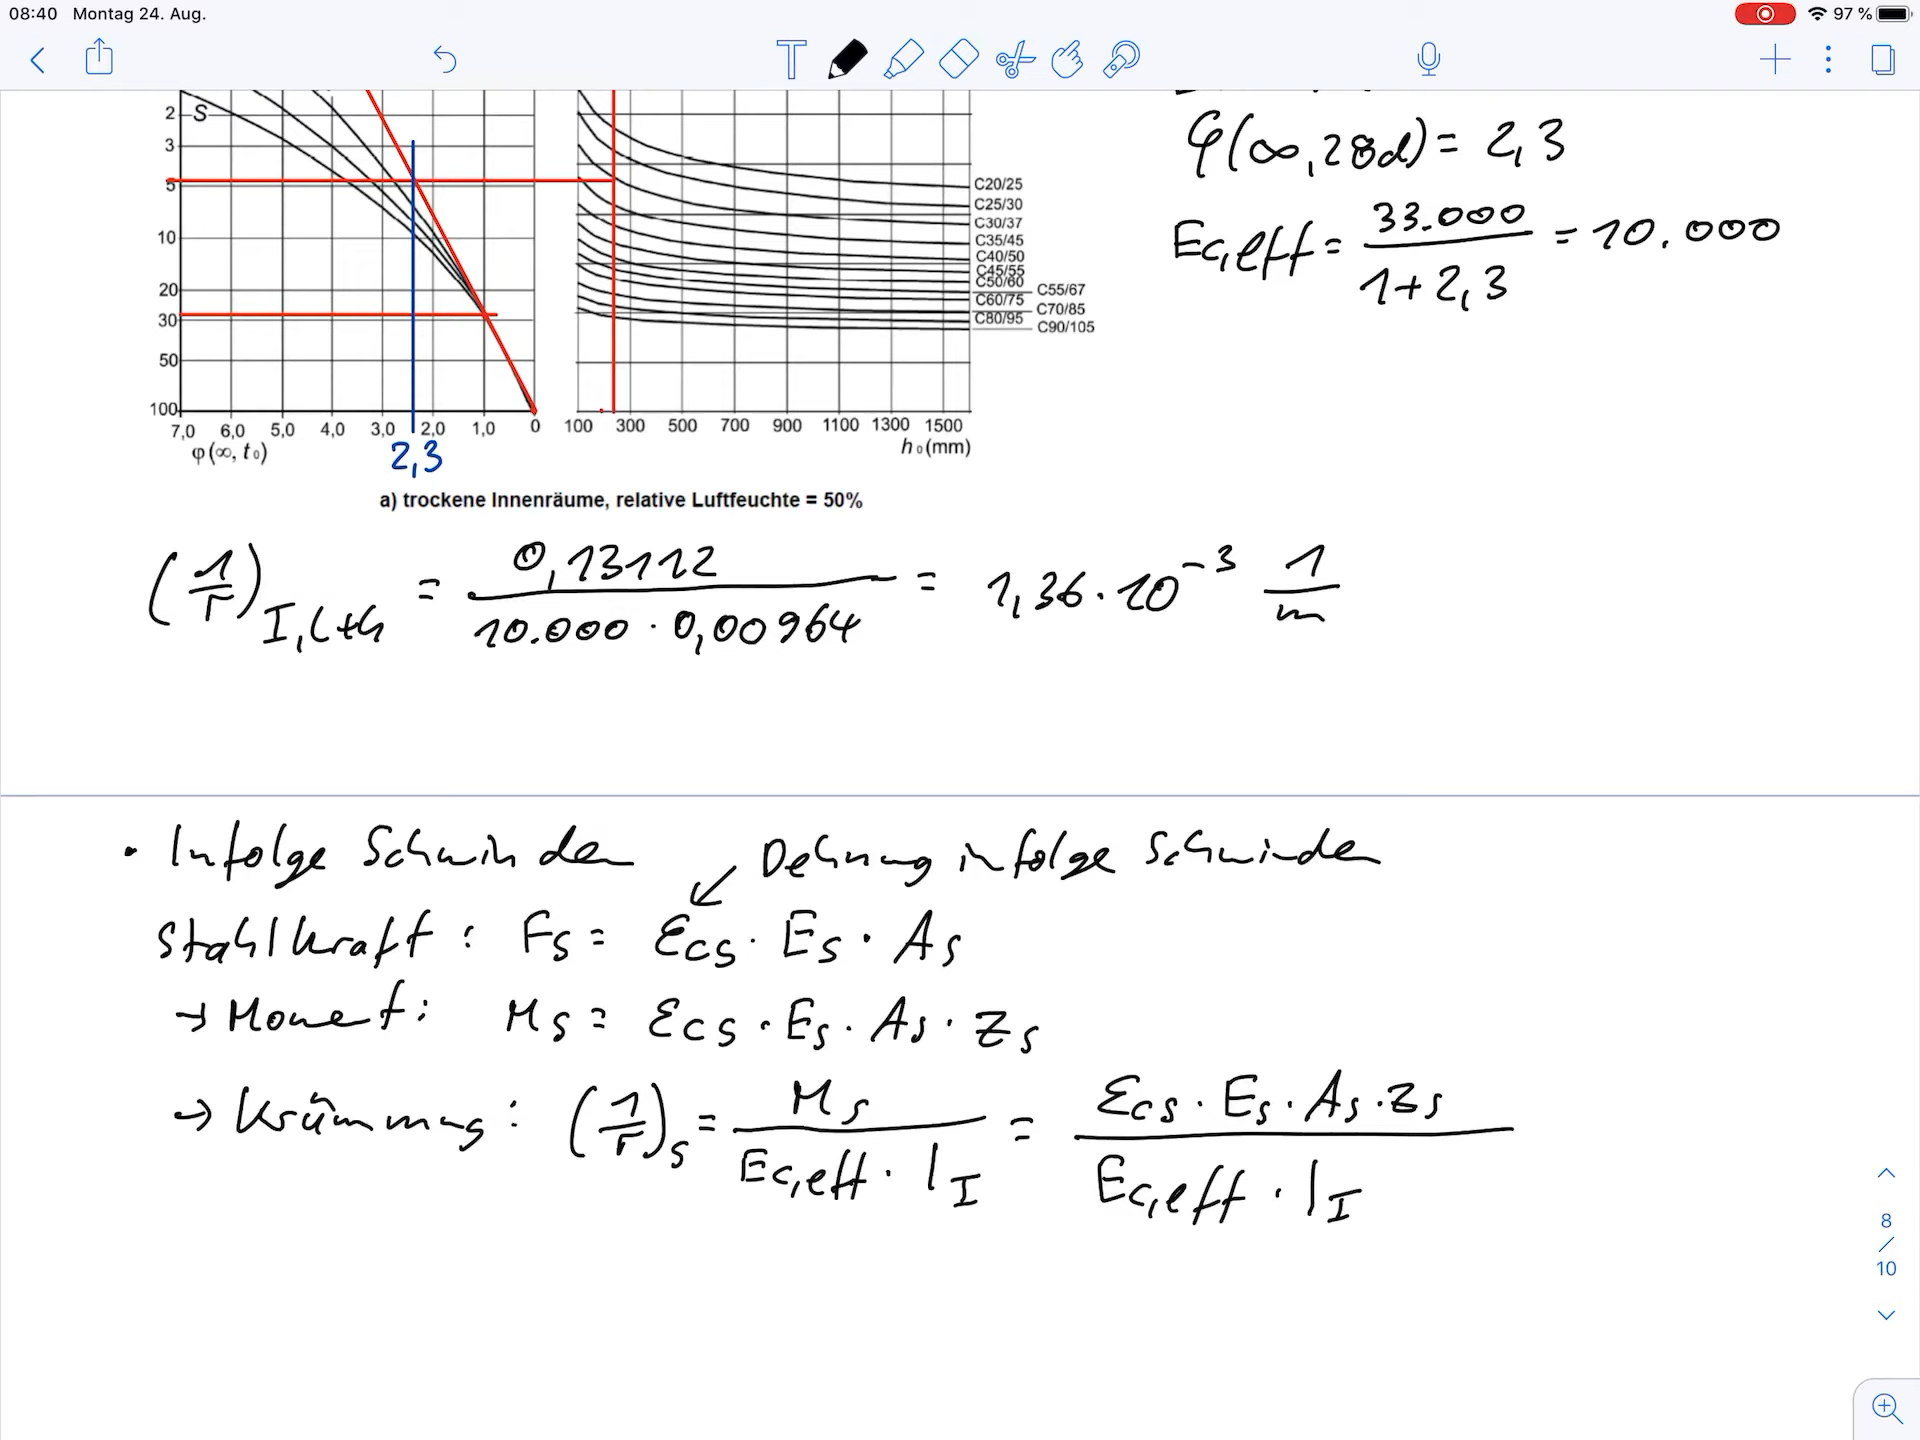 08:40 Montag 24. Aug.
97 %
2
S
3
5
10
20
30
50
100
7,0 6,0 5,0 4,0 3,0 2,0 1,0 0
φ (∞, t₀)
2,3
C20/25
C25/30
C30/37
C35/45
C40/50
C45/55
C50/60
C55/67
C60/75
C70/85
C80/95
C90/105
100 300 500 700 900 1100 1300 1500
h₀ (mm)
a) trockene Innenräume, relative Luftfeuchte = 50%
φ(∞,28d) = 2,3
Ec,eff = 33.000 / (1+2,3) = 10.000
(1/r) I,l+k = 0,13112 / (10.000 · 0,00964) = 1,36 · 10⁻³ 1/m
• Infolge Schwinden ↙ Dehnung infolge Schwinden
Stahlkraft: Fs = εcs · Es · As
→ Moment: Ms = εcs · Es · As · zs
→ Krümmung: (1/r)s = Ms / (Ec,eff · I_I) = εcs · Es · As · zs / (Ec,eff · I_I)
8
/
10